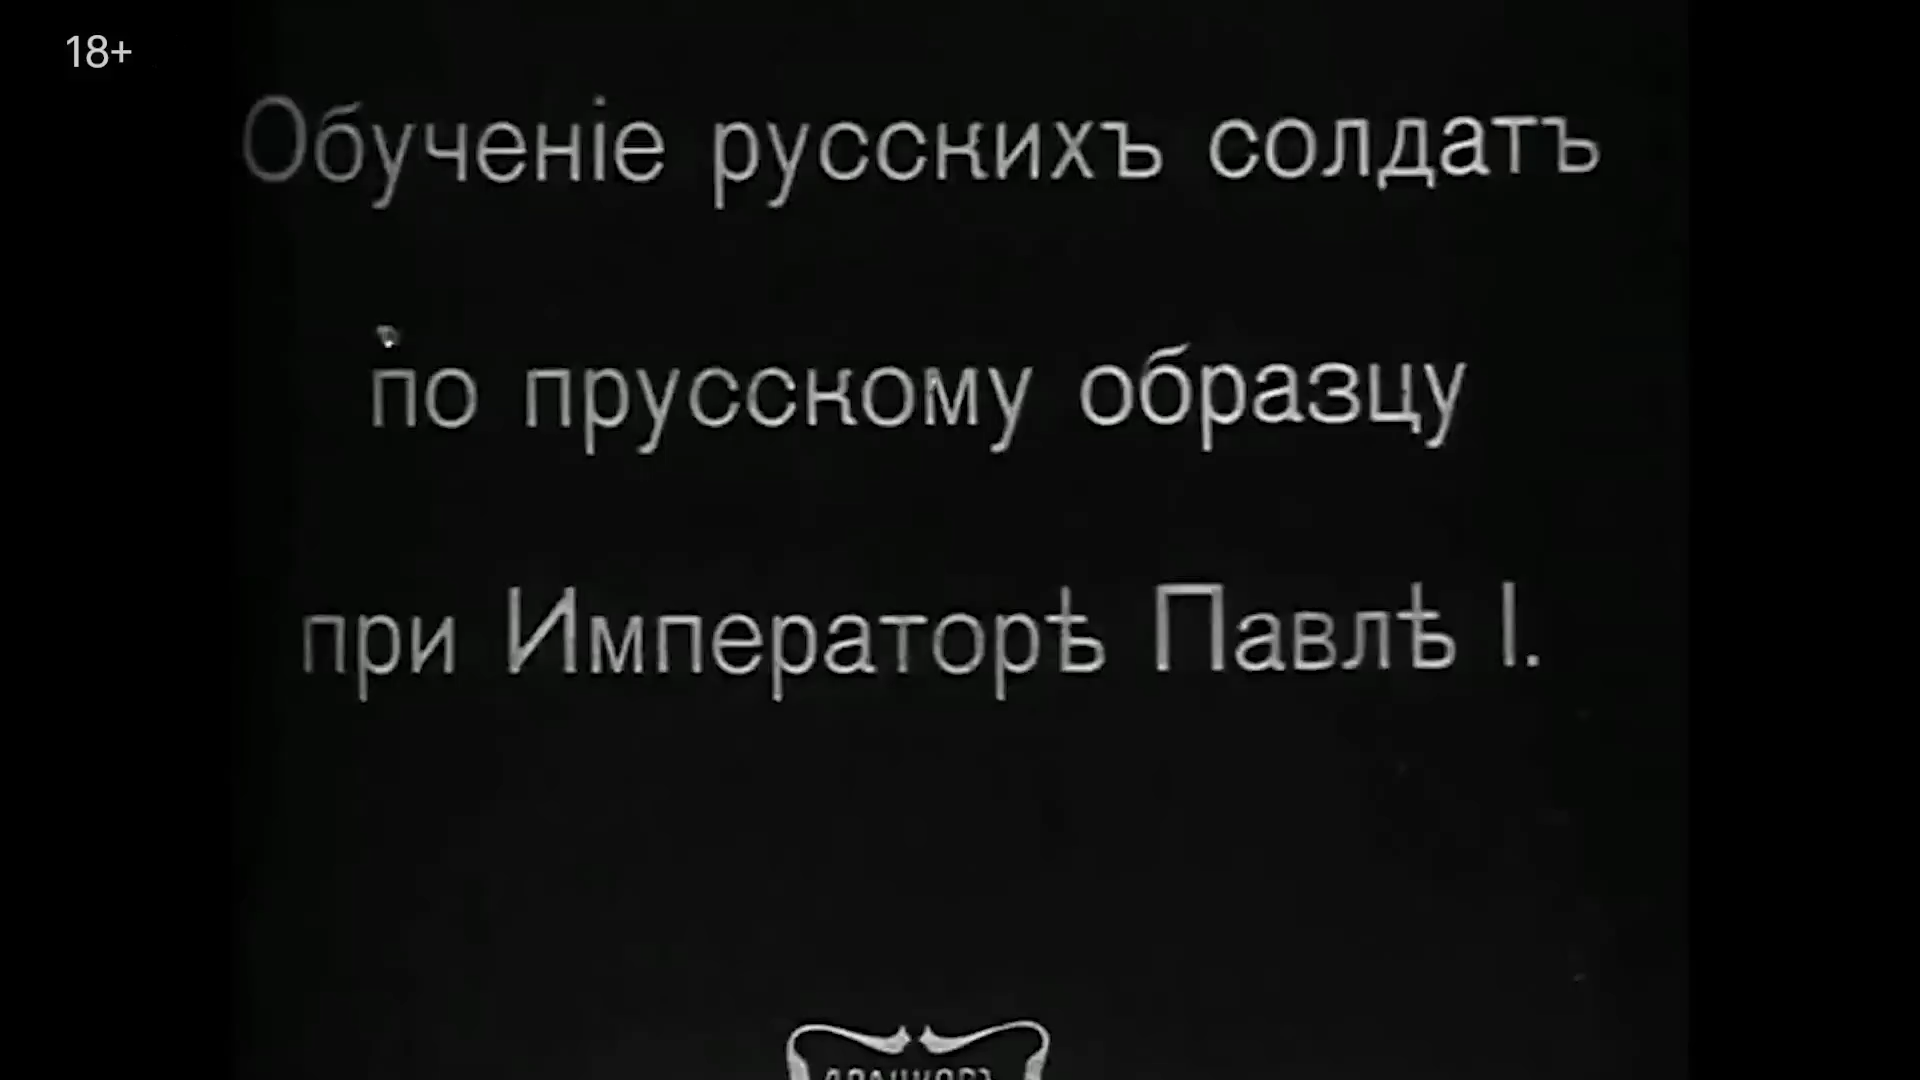 18+
Обученіе русскихъ солдатъ
по прусскому образцу
при Императорѣ Павлѣ I.